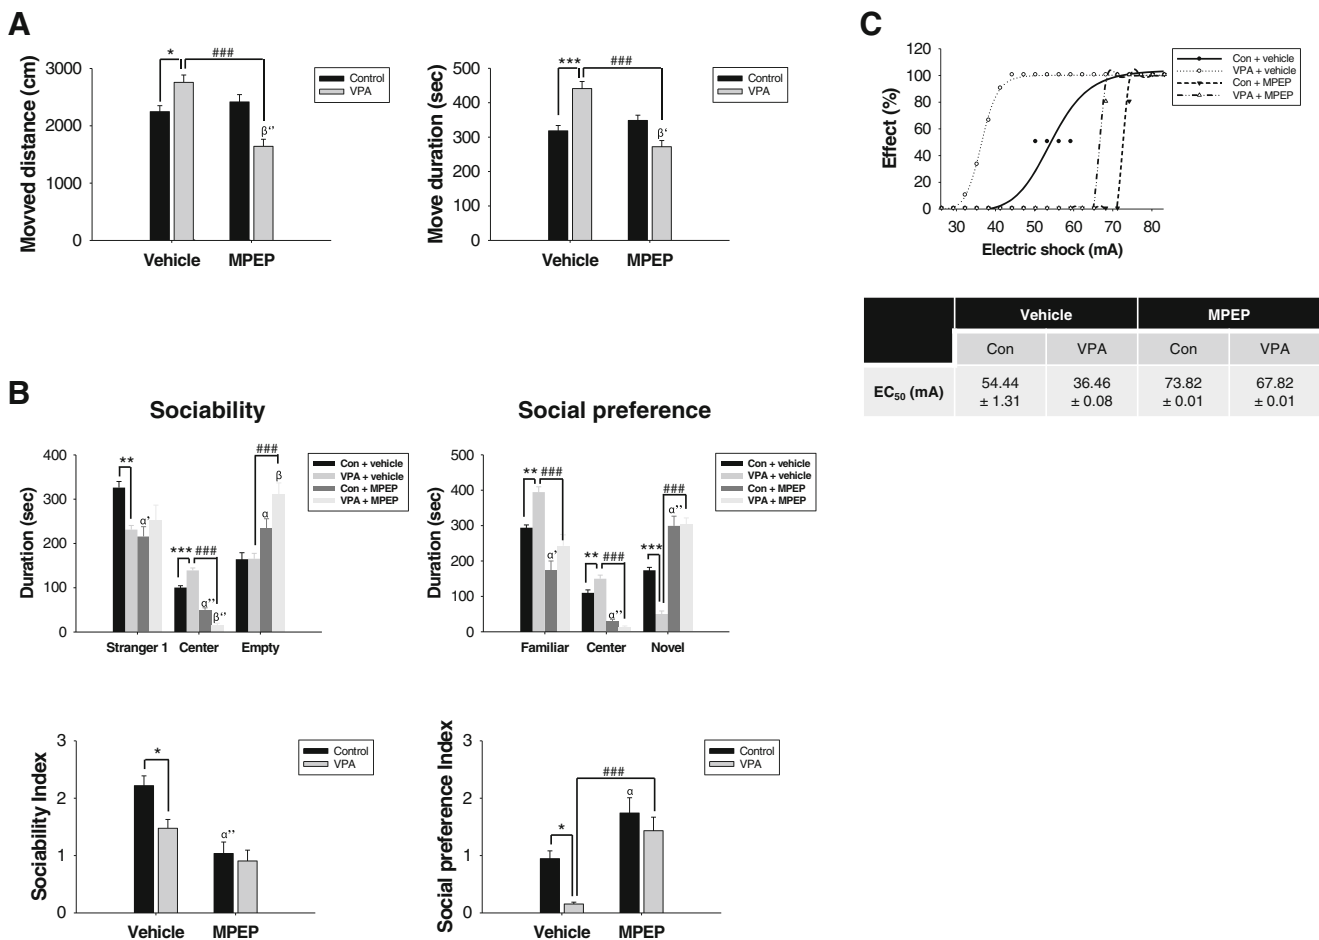 A
Movved distance (cm)
3000
2000
1000
0
*
###
β‘’
Control
VPA
Vehicle
MPEP
Move duration (sec)
500
400
300
200
100
0
***
###
β‘
Control
VPA
Vehicle
MPEP
C
Effect (%)
120
100
80
60
40
20
0
30 40 50 60 70 80
Electric shock (mA)
Con + vehicle
VPA + vehicle
Con + MPEP
VPA + MPEP
Vehicle MPEP
Con VPA Con VPA
EC50 (mA)
54.44 ± 1.31
36.46 ± 0.08
73.82 ± 0.01
67.82 ± 0.01
B
Sociability
Duration (sec)
400
300
200
100
0
**
α’
***
###
α’’
β‘’
###
α
β
Con + vehicle
VPA + vehicle
Con + MPEP
VPA + MPEP
Stranger 1 Center Empty
Social preference
Duration (sec)
500
400
300
200
100
0
**
###
α’
**
###
α’’
***
###
α’’
Con + vehicle
VPA + vehicle
Con + MPEP
VPA + MPEP
Familiar Center Novel
Sociability Index
3
2
1
0
*
α’’
Control
VPA
Vehicle MPEP
Social preference Index
3
2
1
0
*
###
α
Control
VPA
Vehicle MPEP